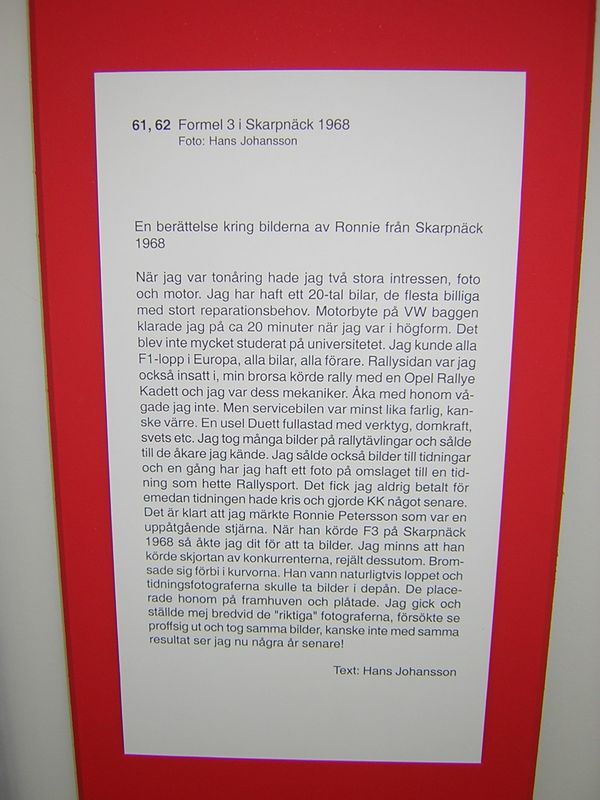 61, 62 Formel 3 i Skarpnäck 1968
Foto: Hans Johansson
En berättelse kring bilderna av Ronnie från Skarpnäck
1968
När jag var tonåring hade jag två stora intressen, foto
och motor. Jag har haft ett 20-tal bilar, de flesta billiga
med stort reparationsbehov. Motorbyte på VW baggen
klarade jag på ca 20 minuter när jag var i högform. Det
blev inte mycket studerat på universitetet. Jag kunde alla
F1-lopp i Europa, alla bilar, alla förare. Rallysidan var jag
också insatt i, min brorsa körde rally med en Opel Rallye
Kadett och jag var dess mekaniker. Åka med honom vå-
gade jag inte. Men servicebilen var minst lika farlig, kan-
ske värre. En usel Duett fullastad med verktyg, domkraft,
svets etc. Jag tog många bilder på rallytävlingar och sålde
till de åkare jag kände. Jag sålde också bilder till tidningar
och en gång har jag haft ett foto på omslaget till en tid-
ning som hette Rallysport. Det fick jag aldrig betalt för
emedan tidningen hade kris och gjorde KK något senare.
Det är klart att jag märkte Ronnie Petersson som var en
uppåtgående stjärna. När han körde F3 på Skarpnäck
1968 så åkte jag dit för att ta bilder. Jag minns att han
körde skjortan av konkurrenterna, rejält dessutom. Brom-
sade sig förbi i kurvorna. Han vann naturligtvis loppet och
tidningsfotograferna skulle ta bilder i depån. De place-
rade honom på framhuven och plåtade. Jag gick och
ställde mej bredvid de "riktiga" fotograferna, försökte se
proffsig ut och tog samma bilder, kanske inte med samma
resultat ser jag nu några år senare!
Text: Hans Johansson